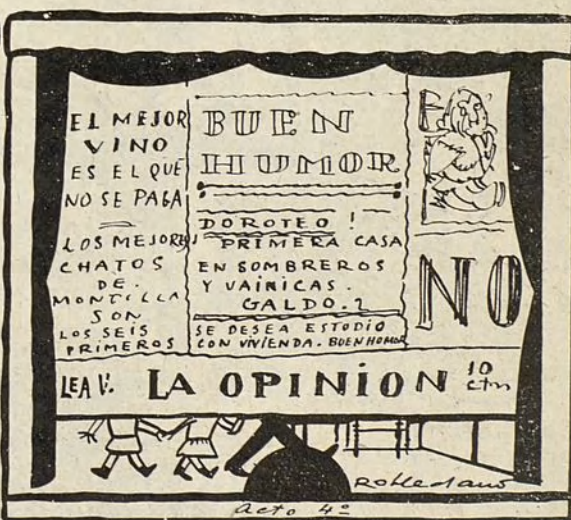 EL MEJOR
VINO
ES EL QUE
NO SE PAGA
LOS MEJORES
CHATOS
DE
MONTILLA
SON
LOS SEIS
PRIMEROS
BUEN
HUMOR
DOROTEO!
PRIMERA CASA
EN SOMBREROS
Y VAINICAS.
GALDO. 2
SE DESEA ESTUDIO
CON VIVIENDA. BUEN HUMOR
NO
LEA V. LA OPINION 10 ctm
Robledano
acto 4º